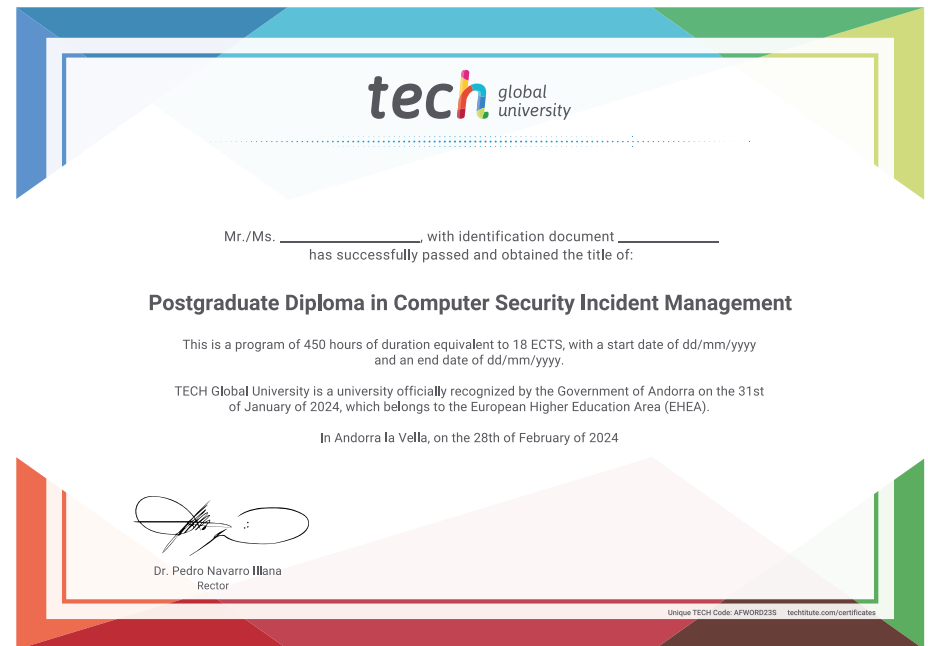 tech global
university
Mr./Ms. ____________________, with identification document ______________
has successfully passed and obtained the title of:
Postgraduate Diploma in Computer Security Incident Management
This is a program of 450 hours of duration equivalent to 18 ECTS, with a start date of dd/mm/yyyy
and an end date of dd/mm/yyyy.
TECH Global University is a university officially recognized by the Government of Andorra on the 31st
of January of 2024, which belongs to the European Higher Education Area (EHEA).
In Andorra la Vella, on the 28th of February of 2024
Dr. Pedro Navarro Illana
Rector
Unique TECH Code: AFWORD23S techtitute.com/certificates